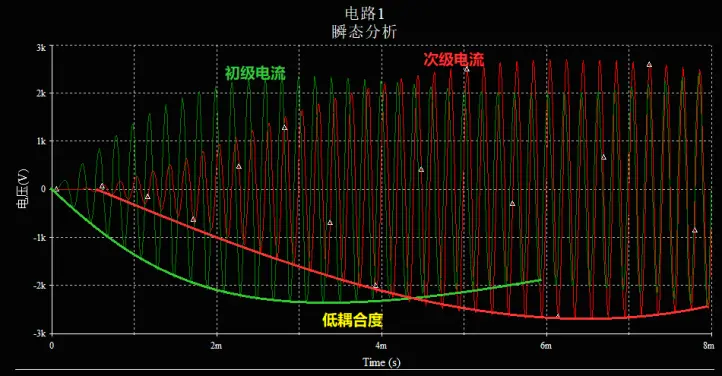 电路1
瞬态分析
3k
初级电流
次级电流
2k
1k
0
电压(V)
-1k
-2k
低耦合度
-3k
0
2m
4m
6m
8m
Time (s)